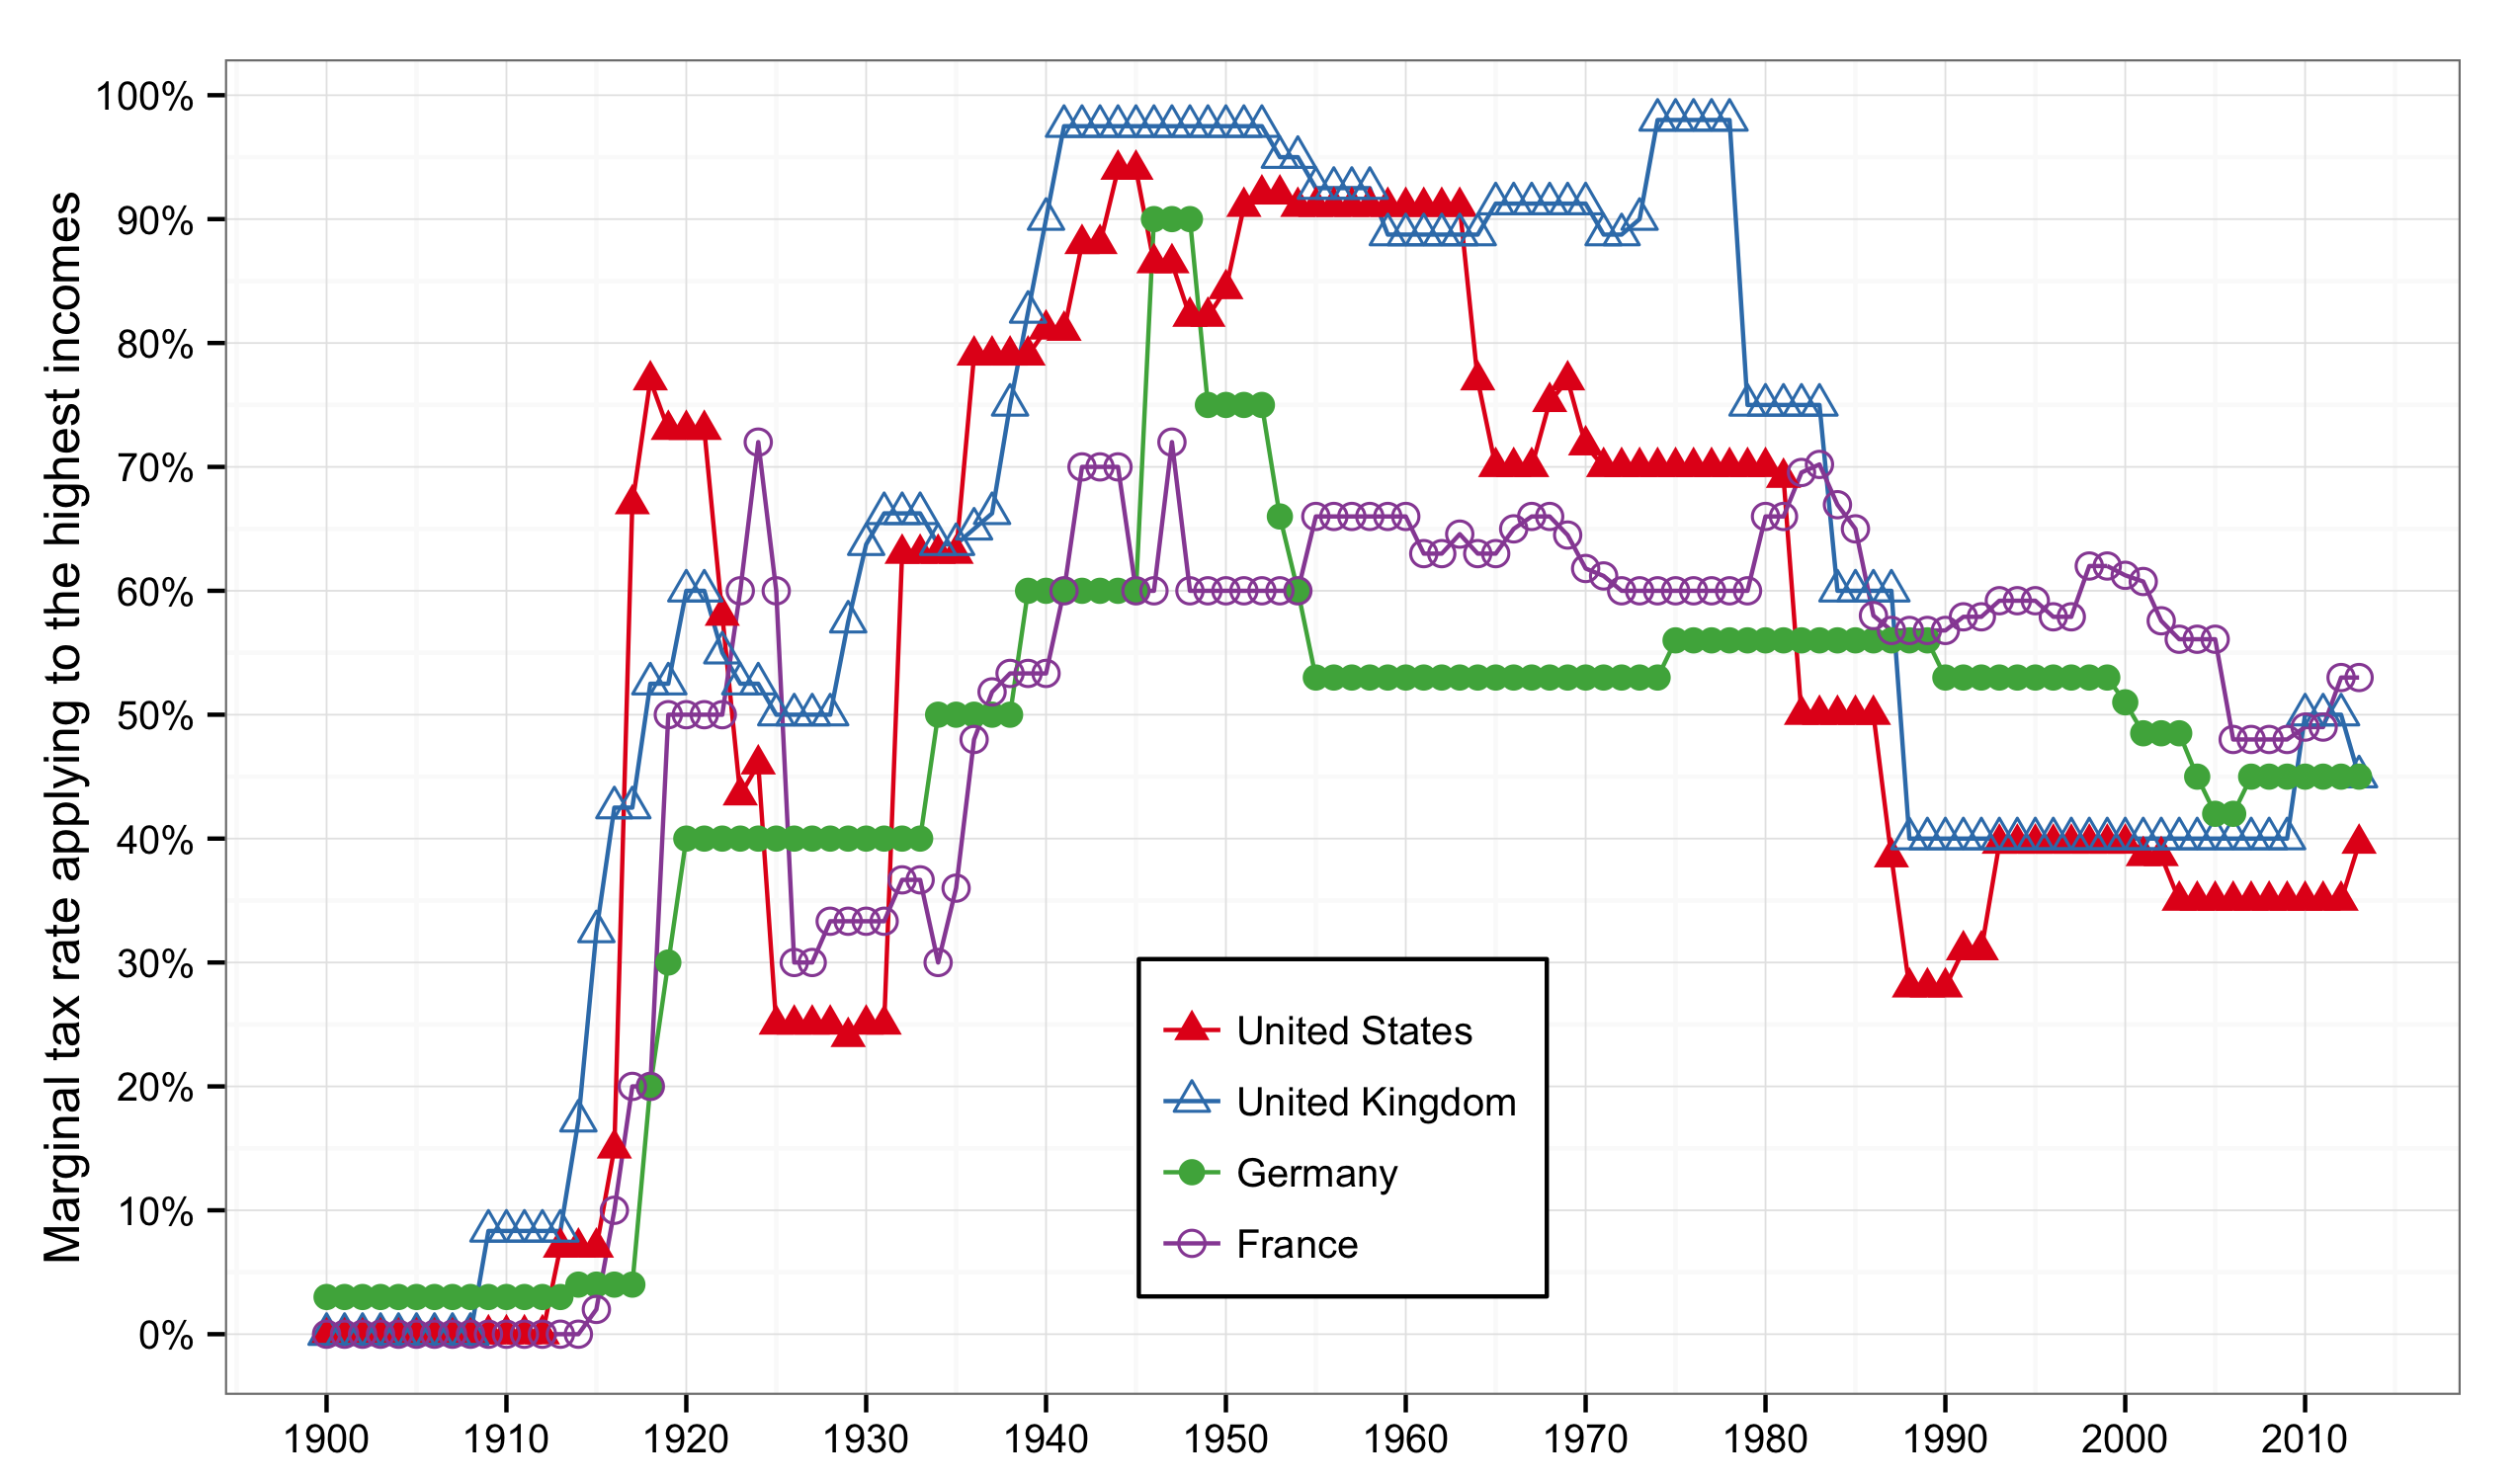 Marginal tax rate applying to the highest incomes
100%
90%
80%
70%
60%
50%
40%
30%
20%
10%
0%
United States
United Kingdom
Germany
France
1900 1910 1920 1930 1940 1950 1960 1970 1980 1990 2000 2010